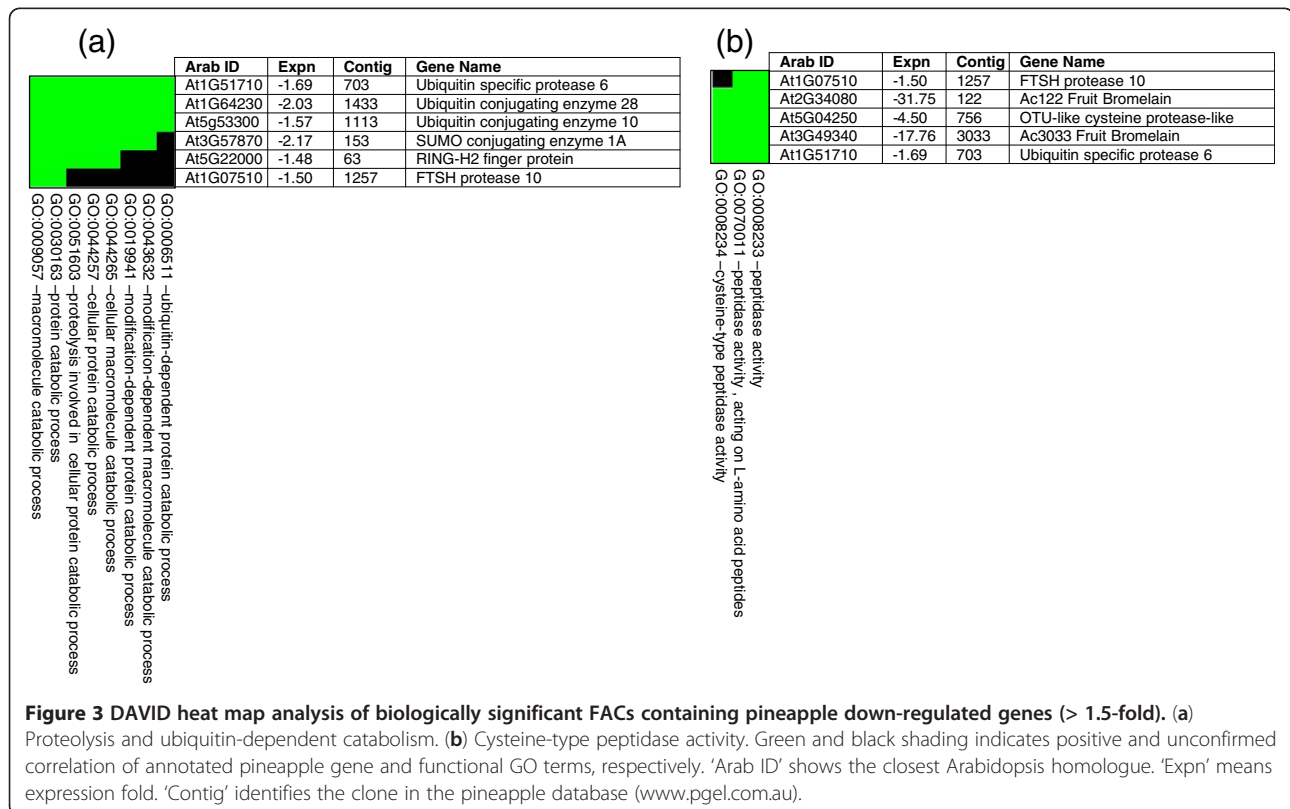 (a)
Arab ID Expn Contig Gene Name
At1G51710 -1.69 703 Ubiquitin specific protease 6
At1G64230 -2.03 1433 Ubiquitin conjugating enzyme 28
At5g53300 -1.57 1113 Ubiquitin conjugating enzyme 10
At3G57870 -2.17 153 SUMO conjugating enzyme 1A
At5G22000 -1.48 63 RING-H2 finger protein
At1G07510 -1.50 1257 FTSH protease 10
GO:0006511 –ubiquitin-dependent protein catabolic process
GO:0043632 –modification-dependent macromolecule catabolic process
GO:0019941 –modification-dependent protein catabolic process
GO:0044265 –cellular macromolecule catabolic process
GO:0044257 –cellular protein catabolic process
GO:0051603 –proteolysis involved in cellular protein catabolic process
GO:0030163 –protein catabolic process
GO:0009057 –macromolecule catabolic process
(b)
Arab ID Expn Contig Gene Name
At1G07510 -1.50 1257 FTSH protease 10
At2G34080 -31.75 122 Ac122 Fruit Bromelain
At5G04250 -4.50 756 OTU-like cysteine protease-like
At3G49340 -17.76 3033 Ac3033 Fruit Bromelain
At1G51710 -1.69 703 Ubiquitin specific protease 6
GO:0008233 –peptidase activity
GO:0070011 –peptidase activity , acting on L-amino acid peptides
GO:0008234 –cysteine-type peptidase activity
Figure 3 DAVID heat map analysis of biologically significant FACs containing pineapple down-regulated genes (> 1.5-fold). (a)
Proteolysis and ubiquitin-dependent catabolism. (b) Cysteine-type peptidase activity. Green and black shading indicates positive and unconfirmed
correlation of annotated pineapple gene and functional GO terms, respectively. ‘Arab ID’ shows the closest Arabidopsis homologue. ‘Expn’ means
expression fold. ‘Contig’ identifies the clone in the pineapple database (www.pgel.com.au).